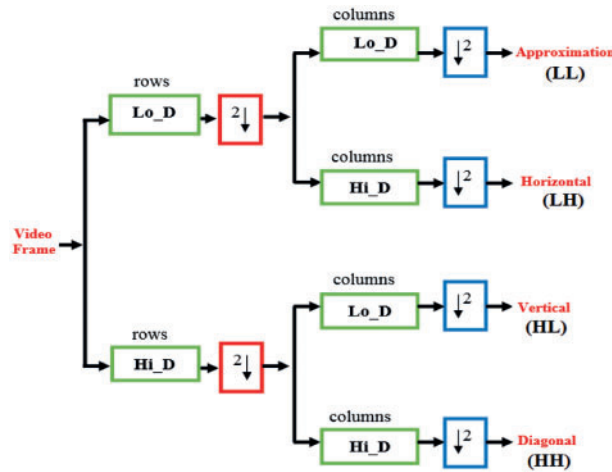 columns
Lo_D
↓2
Approximation
(LL)
rows
Lo_D
2↓
columns
Hi_D
↓2
Horizontal
(LH)
Video
Frame
columns
Lo_D
↓2
Vertical
(HL)
rows
Hi_D
2↓
columns
Hi_D
↓2
Diagonal
(HH)